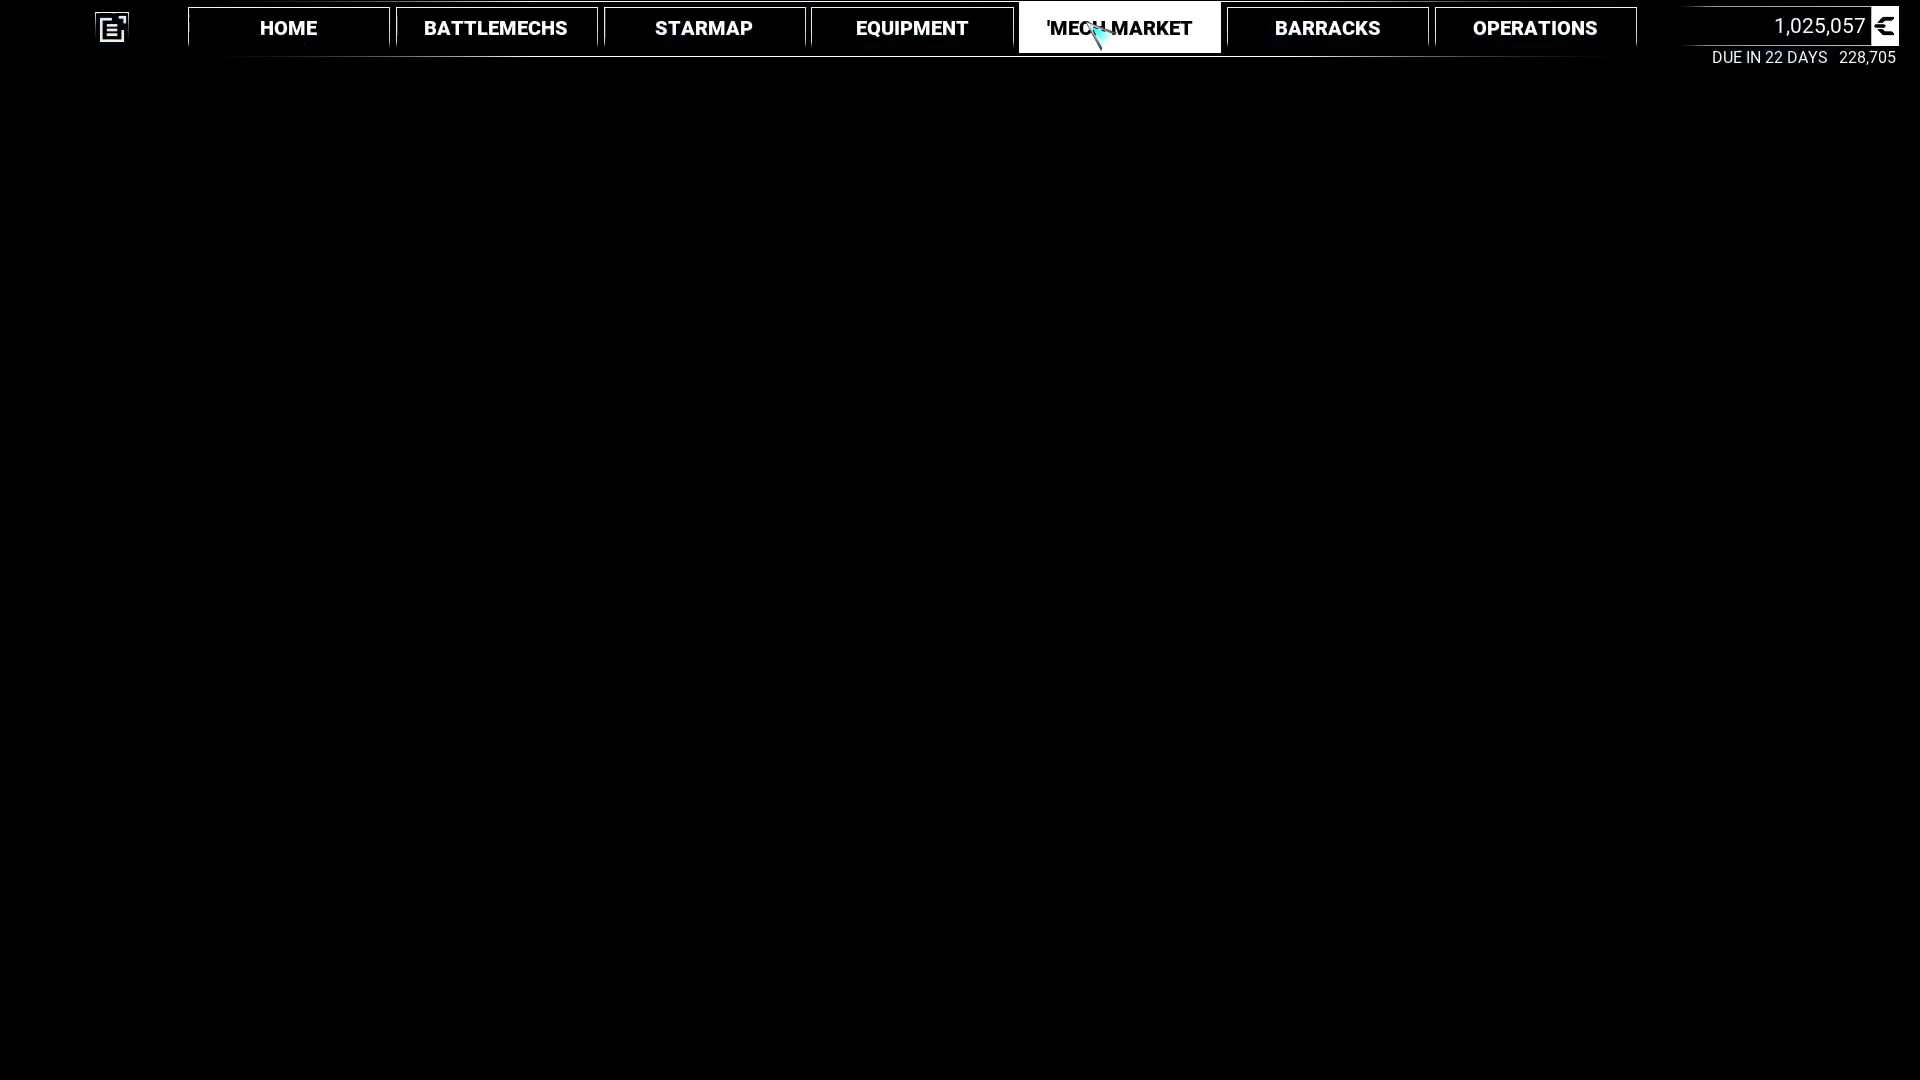 HOME
BATTLEMECHS
STARMAP
EQUIPMENT
'MECH MARKET
BARRACKS
OPERATIONS
1,025,057
DUE IN 22 DAYS 228,705